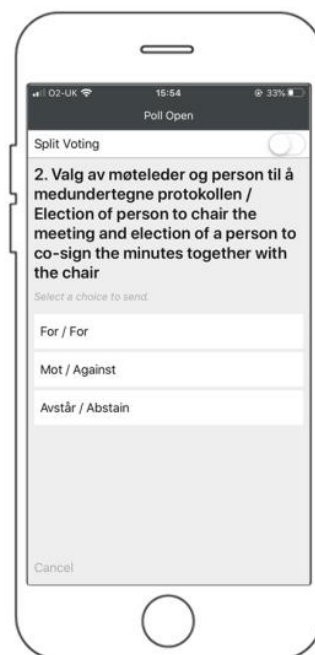 O2-UK 15:54 33%
Poll Open
Split Voting
2. Valg av møteleder og person til å
medundertegne protokollen /
Election of person to chair the
meeting and election of a person to
co-sign the minutes together with
the chair
Select a choice to send.
For / For
Mot / Against
Avstår / Abstain
Cancel